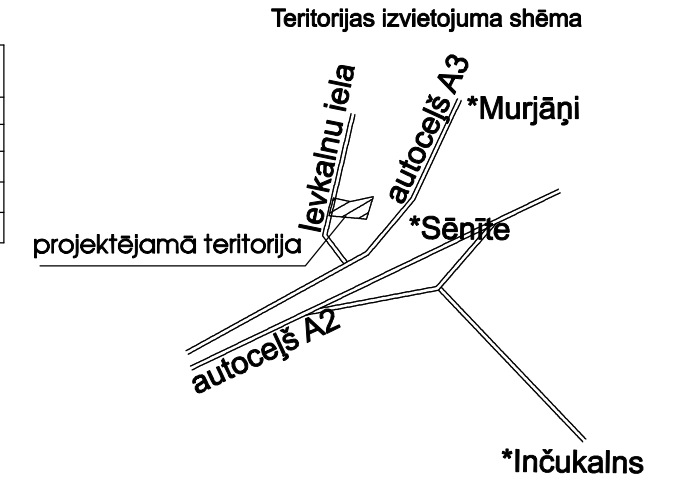 Teritorijas izvietojuma shēma
Ievkalnu iela
autoceļš A3
*Murjāņi
*Sēnīte
projektējamā teritorija
autoceļš A2
*Inčukalns